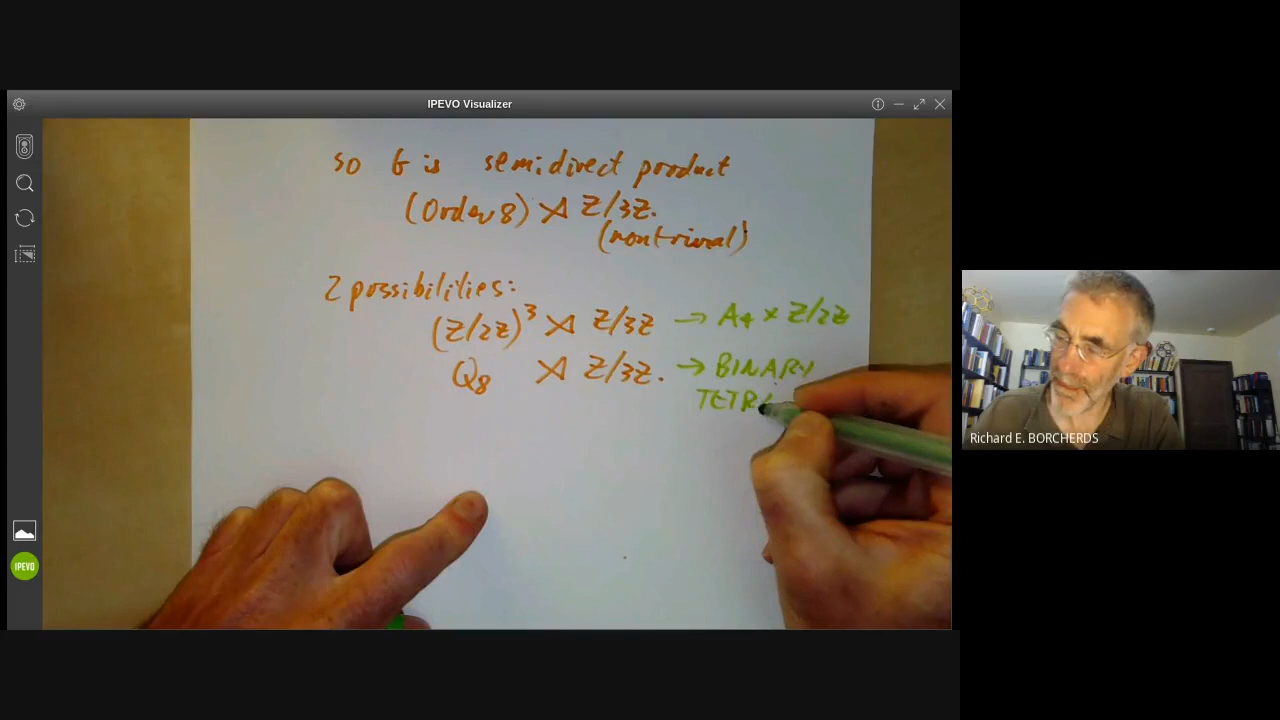 IPEVO Visualizer
so G is semidirect product
(Order 8) ⋊ Z/3Z.
(nontrivial)
2 possibilities:
(Z/2Z)³ ⋊ Z/3Z → A4 × Z/2Z
Q8 ⋊ Z/3Z. → BINARY
TETRA
IPEVO
Richard E. BORCHERDS